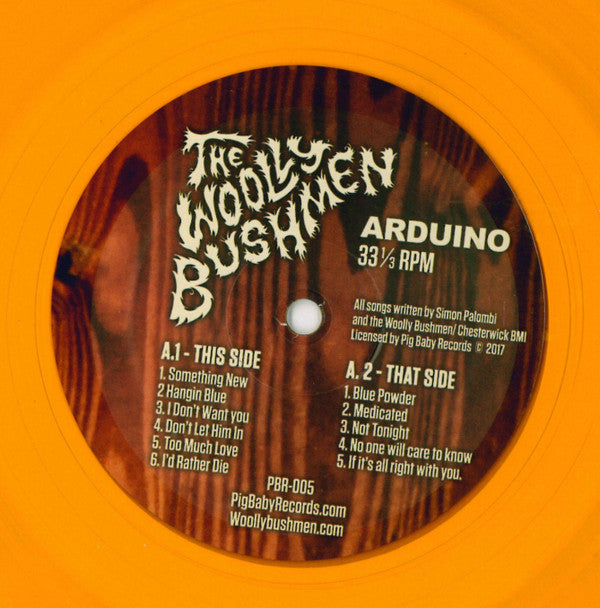 THE
WOOLLY
BUSHMEN
ARDUINO
33 1/3 RPM
All songs written by Simon Palombi
and the Woolly Bushmen/ Chesterwick BMI
Licensed by Pig Baby Records © 2017
A.1 - THIS SIDE
1. Something New
2 Hangin Blue
3. I Don't Want you
4. Don't Let Him In
5. Too Much Love
6. I'd Rather Die
A. 2 - THAT SIDE
1. Blue Powder
2. Medicated
3. Not Tonight
4. No one will care to know
5. If it's all right with you.
PBR-005
PigBabyRecords.com
Woollybushmen.com